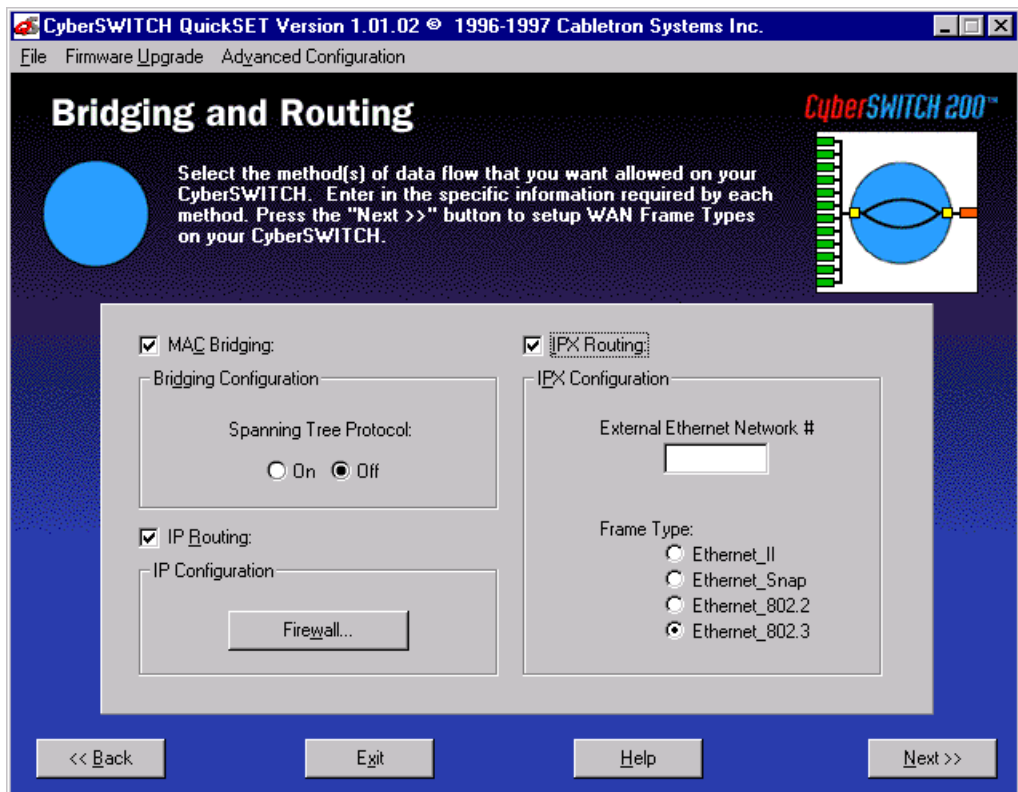 CyberSWITCH QuickSET Version 1.01.02 © 1996-1997 Cabletron Systems Inc.
File Firmware Upgrade Advanced Configuration
Bridging and Routing
CyberSWITCH 200™
Select the method(s) of data flow that you want allowed on your
CyberSWITCH. Enter in the specific information required by each
method. Press the "Next >>" button to setup WAN Frame Types
on your CyberSWITCH.
MAC Bridging:
Bridging Configuration
Spanning Tree Protocol:
On Off
IP Routing:
IP Configuration
Firewall...
IPX Routing:
IPX Configuration
External Ethernet Network #
Frame Type:
Ethernet_II
Ethernet_Snap
Ethernet_802.2
Ethernet_802.3
<< Back Exit Help Next >>